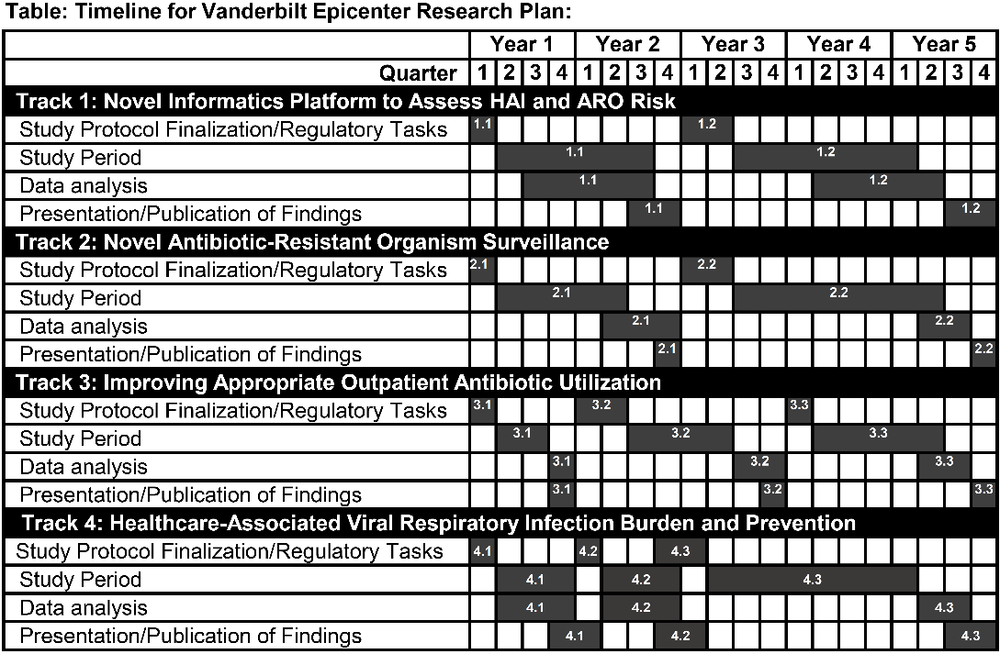 Table: Timeline for Vanderbilt Epicenter Research Plan:
Year 1 Year 2 Year 3 Year 4 Year 5
Quarter 1 2 3 4 1 2 3 4 1 2 3 4 1 2 3 4 1 2 3 4
Track 1: Novel Informatics Platform to Assess HAI and ARO Risk
Study Protocol Finalization/Regulatory Tasks 1.1 1.2
Study Period 1.1 1.2
Data analysis 1.1 1.2
Presentation/Publication of Findings 1.1 1.2
Track 2: Novel Antibiotic-Resistant Organism Surveillance
Study Protocol Finalization/Regulatory Tasks 2.1 2.2
Study Period 2.1 2.2
Data analysis 2.1 2.2
Presentation/Publication of Findings 2.1 2.2
Track 3: Improving Appropriate Outpatient Antibiotic Utilization
Study Protocol Finalization/Regulatory Tasks 3.1 3.2 3.3
Study Period 3.1 3.2 3.3
Data analysis 3.1 3.2 3.3
Presentation/Publication of Findings 3.1 3.2 3.3
Track 4: Healthcare-Associated Viral Respiratory Infection Burden and Prevention
Study Protocol Finalization/Regulatory Tasks 4.1 4.2 4.3
Study Period 4.1 4.2 4.3
Data analysis 4.1 4.2 4.3
Presentation/Publication of Findings 4.1 4.2 4.3